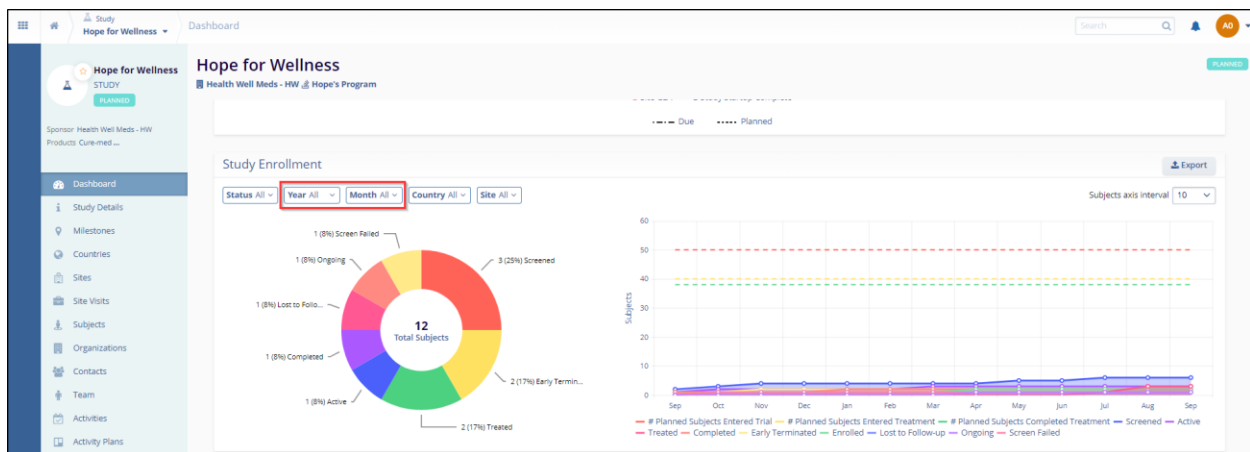 Study
Hope for Wellness
Dashboard
Search
AO
Hope for Wellness
STUDY
PLANNED
Sponsor Health Well Meds - HW
Products Cure-med ...
Dashboard
Study Details
Milestones
Countries
Sites
Site Visits
Subjects
Organizations
Contacts
Team
Activities
Activity Plans
Hope for Wellness
PLANNED
Health Well Meds - HW Hope's Program
Due Planned
Study Enrollment
Export
Status All Year All Month All Country All Site All
Subjects axis interval 10
1 (8%) Screen Failed
1 (8%) Ongoing
3 (25%) Screened
1 (8%) Lost to Follo...
12
Total Subjects
1 (8%) Completed
2 (17%) Early Termin...
1 (8%) Active
2 (17%) Treated
60
50
40
30
20
10
0
Subjects
Sep Oct Nov Dec Jan Feb Mar Apr May Jun Jul Aug Sep
# Planned Subjects Entered Trial # Planned Subjects Entered Treatment # Planned Subjects Completed Treatment Screened Active
Treated Completed Early Terminated Enrolled Lost to Follow-up Ongoing Screen Failed